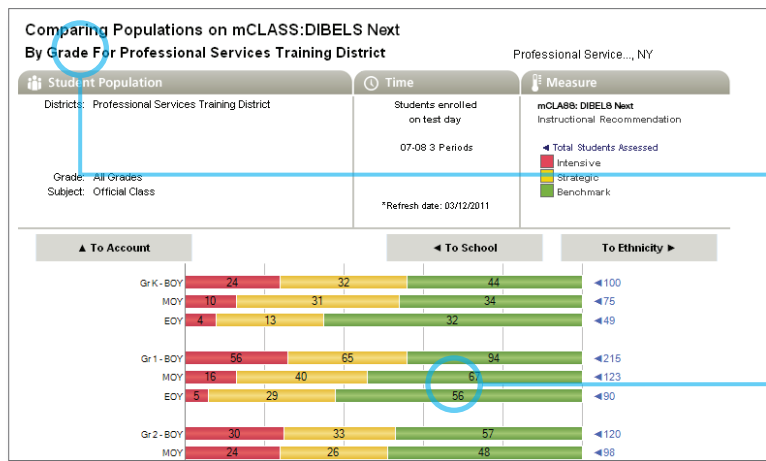 Comparing Populations on mCLASS:DIBELS Next
By Grade For Professional Services Training District
Professional Service..., NY
Student Population
Time
Measure
Districts: Professional Services Training District
Students enrolled
on test day
mCLASS: DIBELS Next
Instructional Recommendation
07-08 3 Periods
◄ Total Students Assessed
Intensive
Strategic
Benchmark
Grade: All Grades
Subject: Official Class
*Refresh date: 03/12/2011
▲ To Account
◄ To School
To Ethnicity ►
Gr K - BOY 24 32 44 ◄100
MOY 10 31 34 ◄75
EOY 4 13 32 ◄49
Gr 1 - BOY 56 65 94 ◄215
MOY 16 40 67 ◄123
EOY 5 29 56 ◄90
Gr 2 - BOY 30 33 57 ◄120
MOY 24 26 48 ◄98